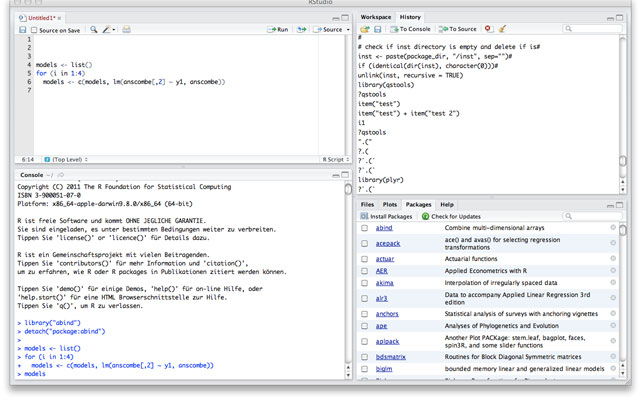 RStudio
Untitled1*
Source on Save
Run
Source
1
2
3
4 models <- list()
5 for (i in 1:4)
6 models <- c(models, lm(anscombe[,2] ~ y1, anscombe))
7
6:14
(Top Level)
R Script
Console ~/
Copyright (C) 2011 The R Foundation for Statistical Computing
ISBN 3-900051-07-0
Platform: x86_64-apple-darwin9.8.0/x86_64 (64-bit)
R ist freie Software und kommt OHNE JEGLICHE GARANTIE.
Sie sind eingeladen, es unter bestimmten Bedingungen weiter zu verbreiten.
Tippen Sie 'license()' or 'licence()' für Details dazu.
R ist ein Gemeinschaftsprojekt mit vielen Beitragenden.
Tippen Sie 'contributors()' für mehr Information und 'citation()',
um zu erfahren, wie R oder R packages in Publikationen zitiert werden können.
Tippen Sie 'demo()' für einige Demos, 'help()' für on-line Hilfe, oder
'help.start()' für eine HTML Browserschnittstelle zur Hilfe.
Tippen Sie 'q()', um R zu verlassen.
> library("abind")
> detach("package:abind")
>
> models <- list()
> for (i in 1:4)
+ models <- c(models, lm(anscombe[,2] ~ y1, anscombe))
> models
Workspace History
To Console To Source
#
# check if inst directory is empty and delete if is#
inst <- paste(package_dir, "/inst", sep="")#
if (identical(dir(inst), character(0)))#
unlink(inst, recursive = TRUE)
library(qstools)
?qstools
item("test")
item("test") + item("test 2")
i1
?qstools
".("
?.(
?`.(`
?`.(`
library(plyr)
?`.(`
Files Plots Packages Help
Install Packages Check for Updates
abind Combine multi-dimensional arrays
acepack ace() and avas() for selecting regression transformations
actuar Actuarial functions
AER Applied Econometrics with R
akima Interpolation of irregularly spaced data
alr3 Data to accompany Applied Linear Regression 3rd edition
anchors Statistical analysis of surveys with anchoring vignettes
ape Analyses of Phylogenetics and Evolution
aplpack Another Plot PACKage: stem.leaf, bagplot, faces, spin3R, and some slider functions
bdsmatrix Routines for Block Diagonal Symmetric matrices
biglm bounded memory linear and generalized linear models